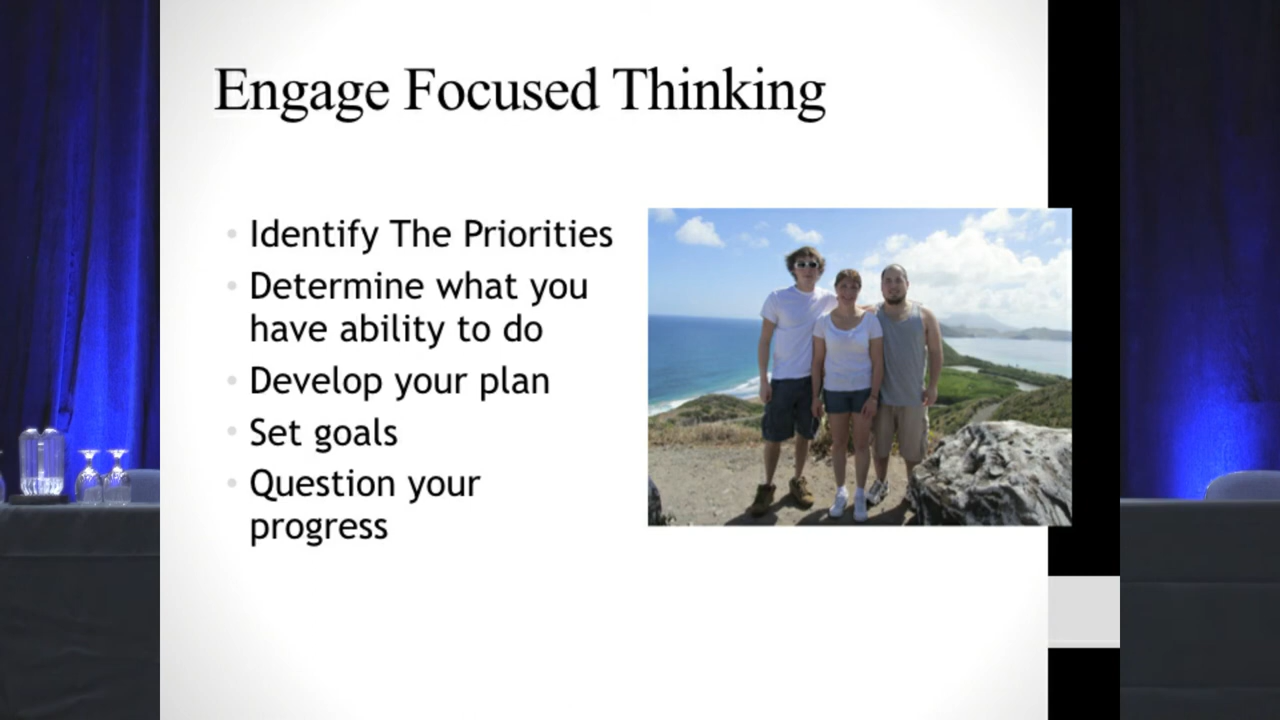 Engage Focused Thinking
Identify The Priorities
Determine what you
have ability to do
Develop your plan
Set goals
Question your
progress